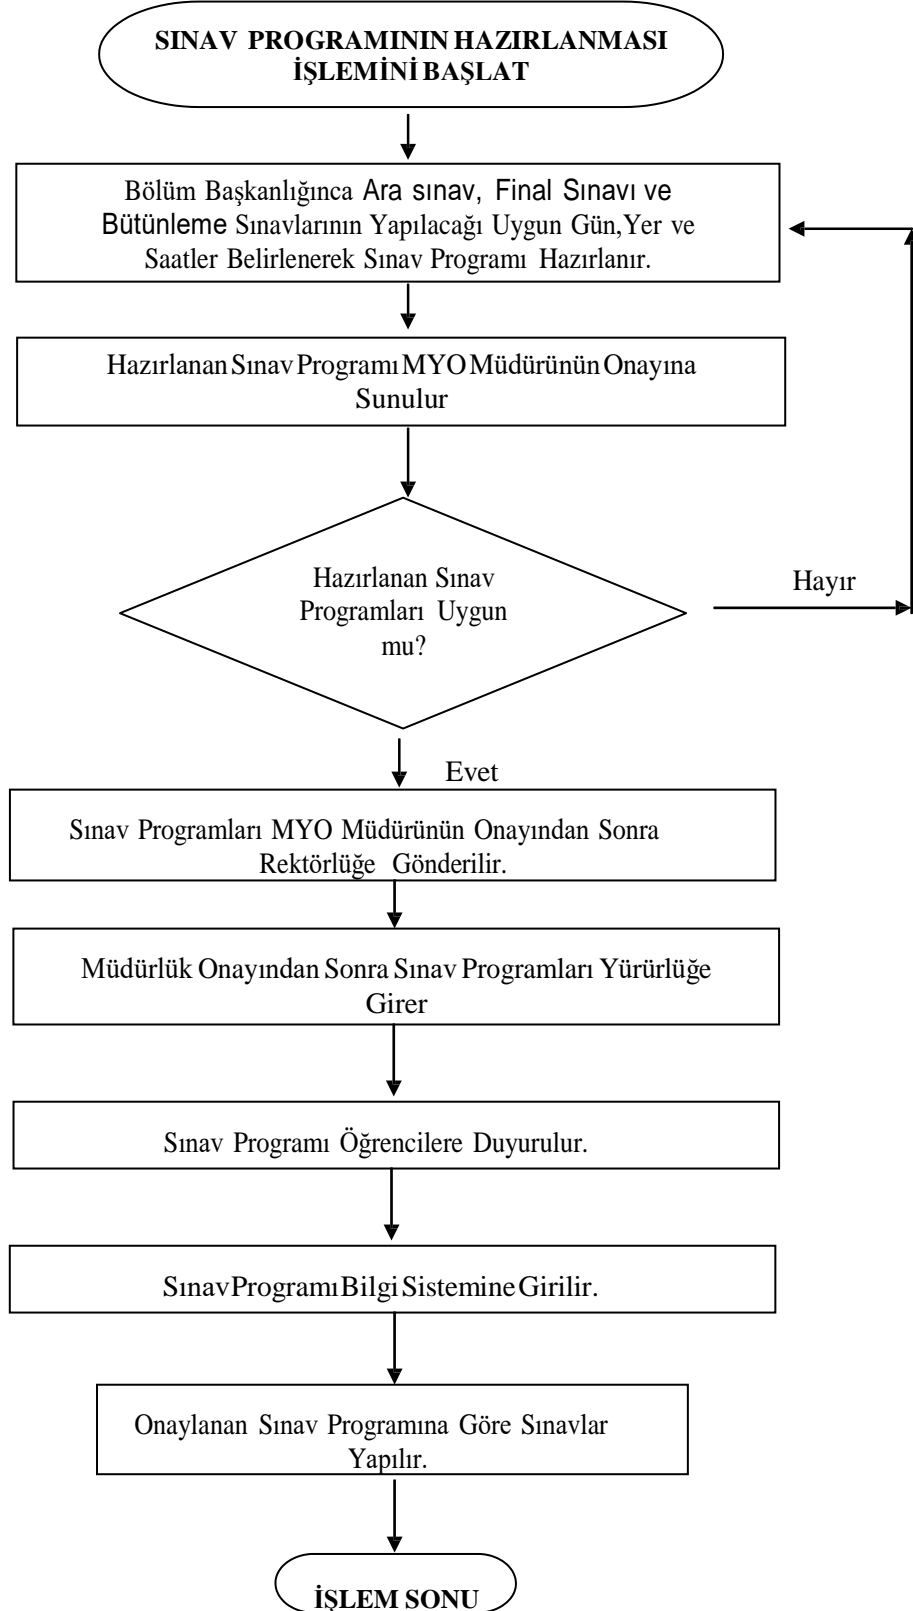 SINAV PROGRAMININ HAZIRLANMASI
İŞLEMİNİ BAŞLAT
Bölüm Başkanlığınca Ara sınav, Final Sınavı ve
Bütünleme Sınavlarının Yapılacağı Uygun Gün,Yer ve
Saatler Belirlenerek Sınav Programı Hazırlanır.
Hazırlanan Sınav Programı MYO Müdürünün Onayına
Sunulur
Hazırlanan Sınav
Programları Uygun
mu?
Hayır
Evet
Sınav Programları MYO Müdürünün Onayından Sonra
Rektörlüğe Gönderilir.
Müdürlük Onayından Sonra Sınav Programları Yürürlüğe
Girer
Sınav Programı Öğrencilere Duyurulur.
Sınav Programı Bilgi Sistemine Girilir.
Onaylanan Sınav Programına Göre Sınavlar
Yapılır.
İŞLEM SONU